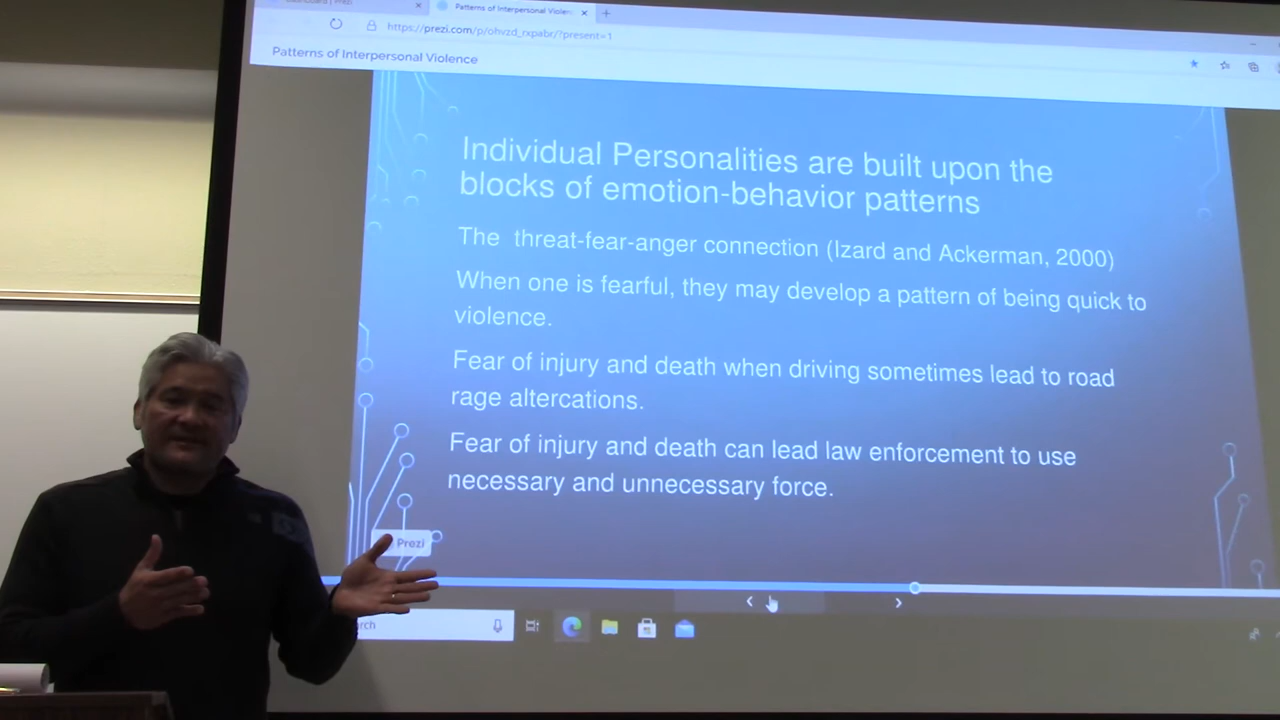 Patterns of Interpersonal Violenc
https://prezi.com/p/ohvzd_rxpabr/?present=1
Patterns of Interpersonal Violence
Individual Personalities are built upon the
blocks of emotion-behavior patterns
The threat-fear-anger connection (Izard and Ackerman, 2000)
When one is fearful, they may develop a pattern of being quick to
violence.
Fear of injury and death when driving sometimes lead to road
rage altercations.
Fear of injury and death can lead law enforcement to use
necessary and unnecessary force.
Prezi
rch